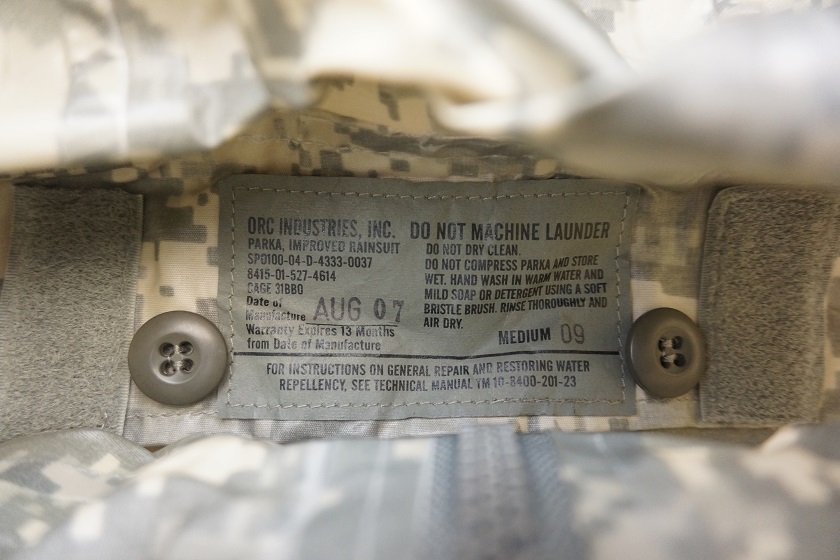 ORC INDUSTRIES, INC.
PARKA, IMPROVED RAINSUIT
SPO100-04-D-4333-0037
8415-01-527-4614
CAGE 31BB0
Date of
Manufacture AUG 07
Warranty Expires 13 Months
from Date of Manufacture
DO NOT MACHINE LAUNDER
DO NOT DRY CLEAN.
DO NOT COMPRESS PARKA AND STORE
WET. HAND WASH IN WARM WATER AND
MILD SOAP OR DETERGENT USING A SOFT
BRISTLE BRUSH. RINSE THOROUGHLY AND
AIR DRY.
MEDIUM 09
FOR INSTRUCTIONS ON GENERAL REPAIR AND RESTORING WATER
REPELLENCY, SEE TECHNICAL MANUAL TM 10-8400-201-23